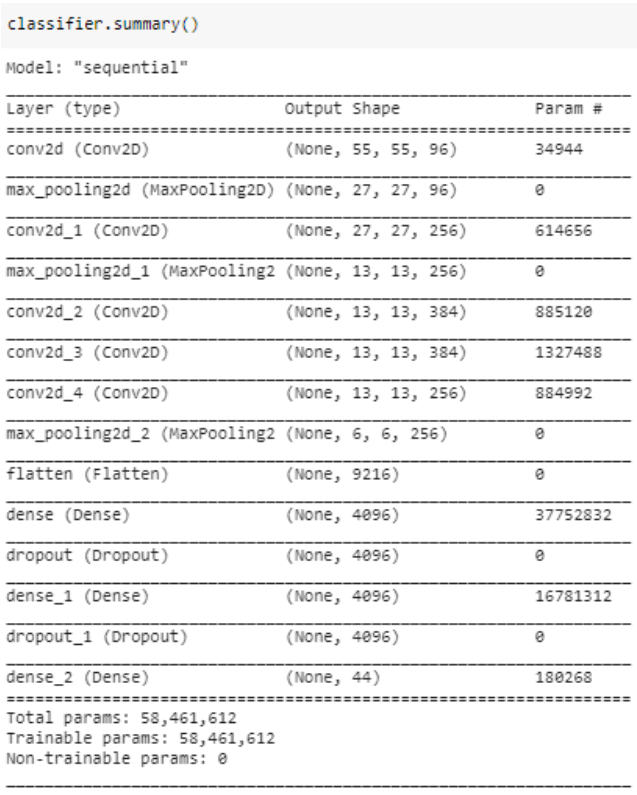 classifier.summary()
Model: "sequential"
Layer (type) Output Shape Param #
conv2d (Conv2D) (None, 55, 55, 96) 34944
max_pooling2d (MaxPooling2D) (None, 27, 27, 96) 0
conv2d_1 (Conv2D) (None, 27, 27, 256) 614656
max_pooling2d_1 (MaxPooling2 (None, 13, 13, 256) 0
conv2d_2 (Conv2D) (None, 13, 13, 384) 885120
conv2d_3 (Conv2D) (None, 13, 13, 384) 1327488
conv2d_4 (Conv2D) (None, 13, 13, 256) 884992
max_pooling2d_2 (MaxPooling2 (None, 6, 6, 256) 0
flatten (Flatten) (None, 9216) 0
dense (Dense) (None, 4096) 37752832
dropout (Dropout) (None, 4096) 0
dense_1 (Dense) (None, 4096) 16781312
dropout_1 (Dropout) (None, 4096) 0
dense_2 (Dense) (None, 44) 180268
Total params: 58,461,612
Trainable params: 58,461,612
Non-trainable params: 0